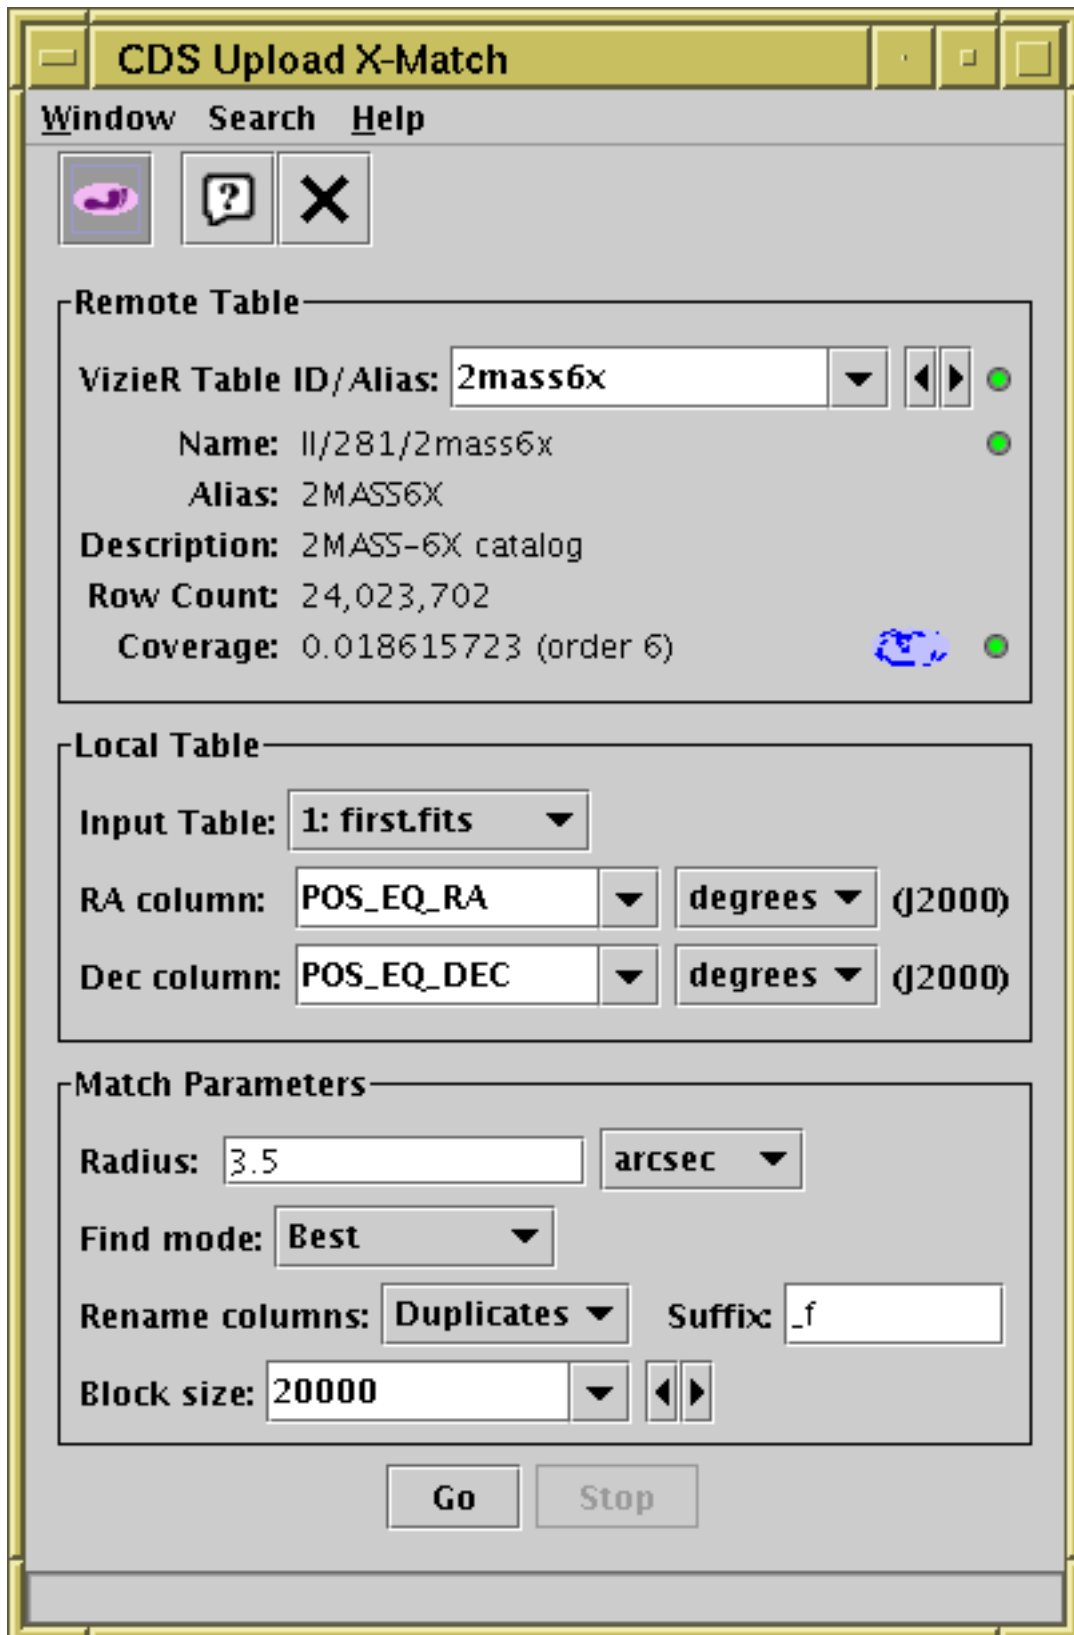 CDS Upload X-Match
Window Search Help
?
Remote Table
VizieR Table ID/Alias: 2mass6x
Name: II/281/2mass6x
Alias: 2MASS6X
Description: 2MASS-6X catalog
Row Count: 24,023,702
Coverage: 0.018615723 (order 6)
Local Table
Input Table: 1: first.fits
RA column: POS_EQ_RA degrees (J2000)
Dec column: POS_EQ_DEC degrees (J2000)
Match Parameters
Radius: 3.5 arcsec
Find mode: Best
Rename columns: Duplicates Suffix: _f
Block size: 20000
Go Stop